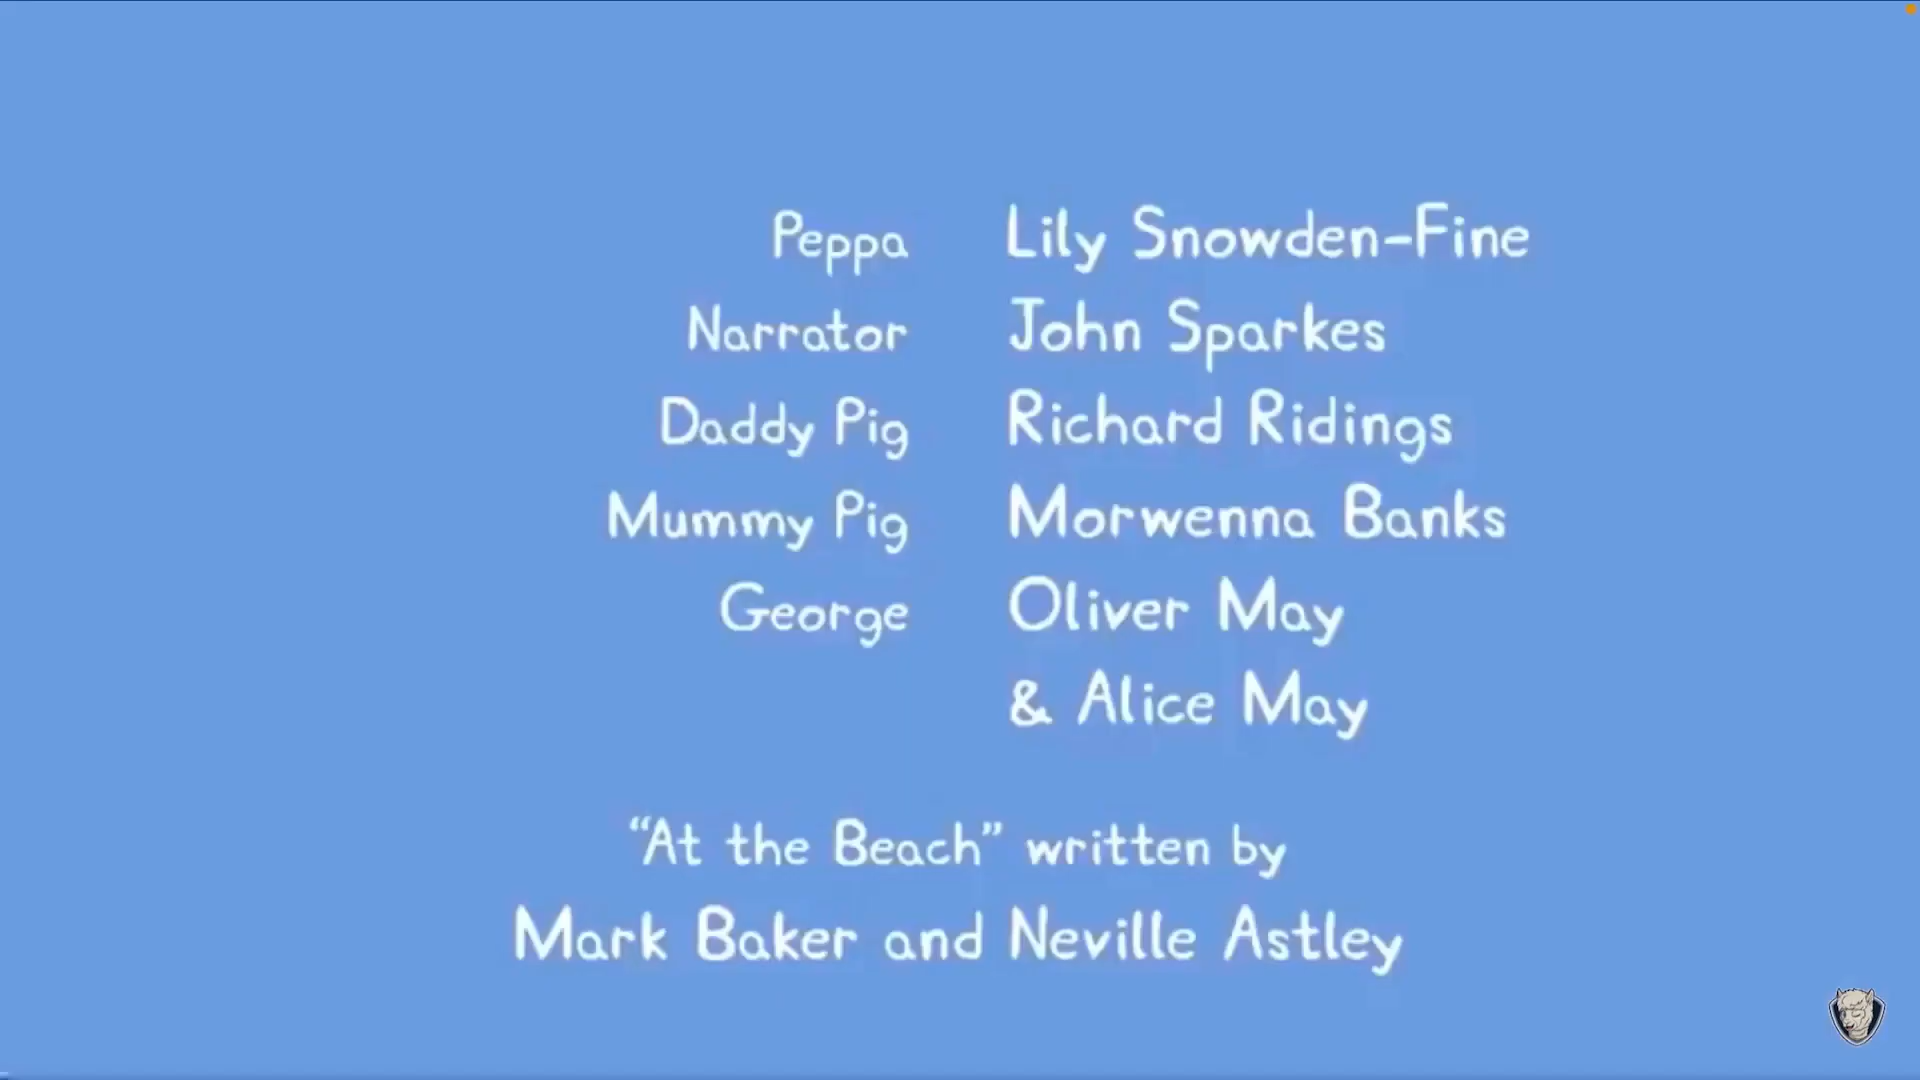 Peppa Lily Snowden-Fine
Narrator John Sparkes
Daddy Pig Richard Ridings
Mummy Pig Morwenna Banks
George Oliver May
& Alice May
“At the Beach” written by
Mark Baker and Neville Astley